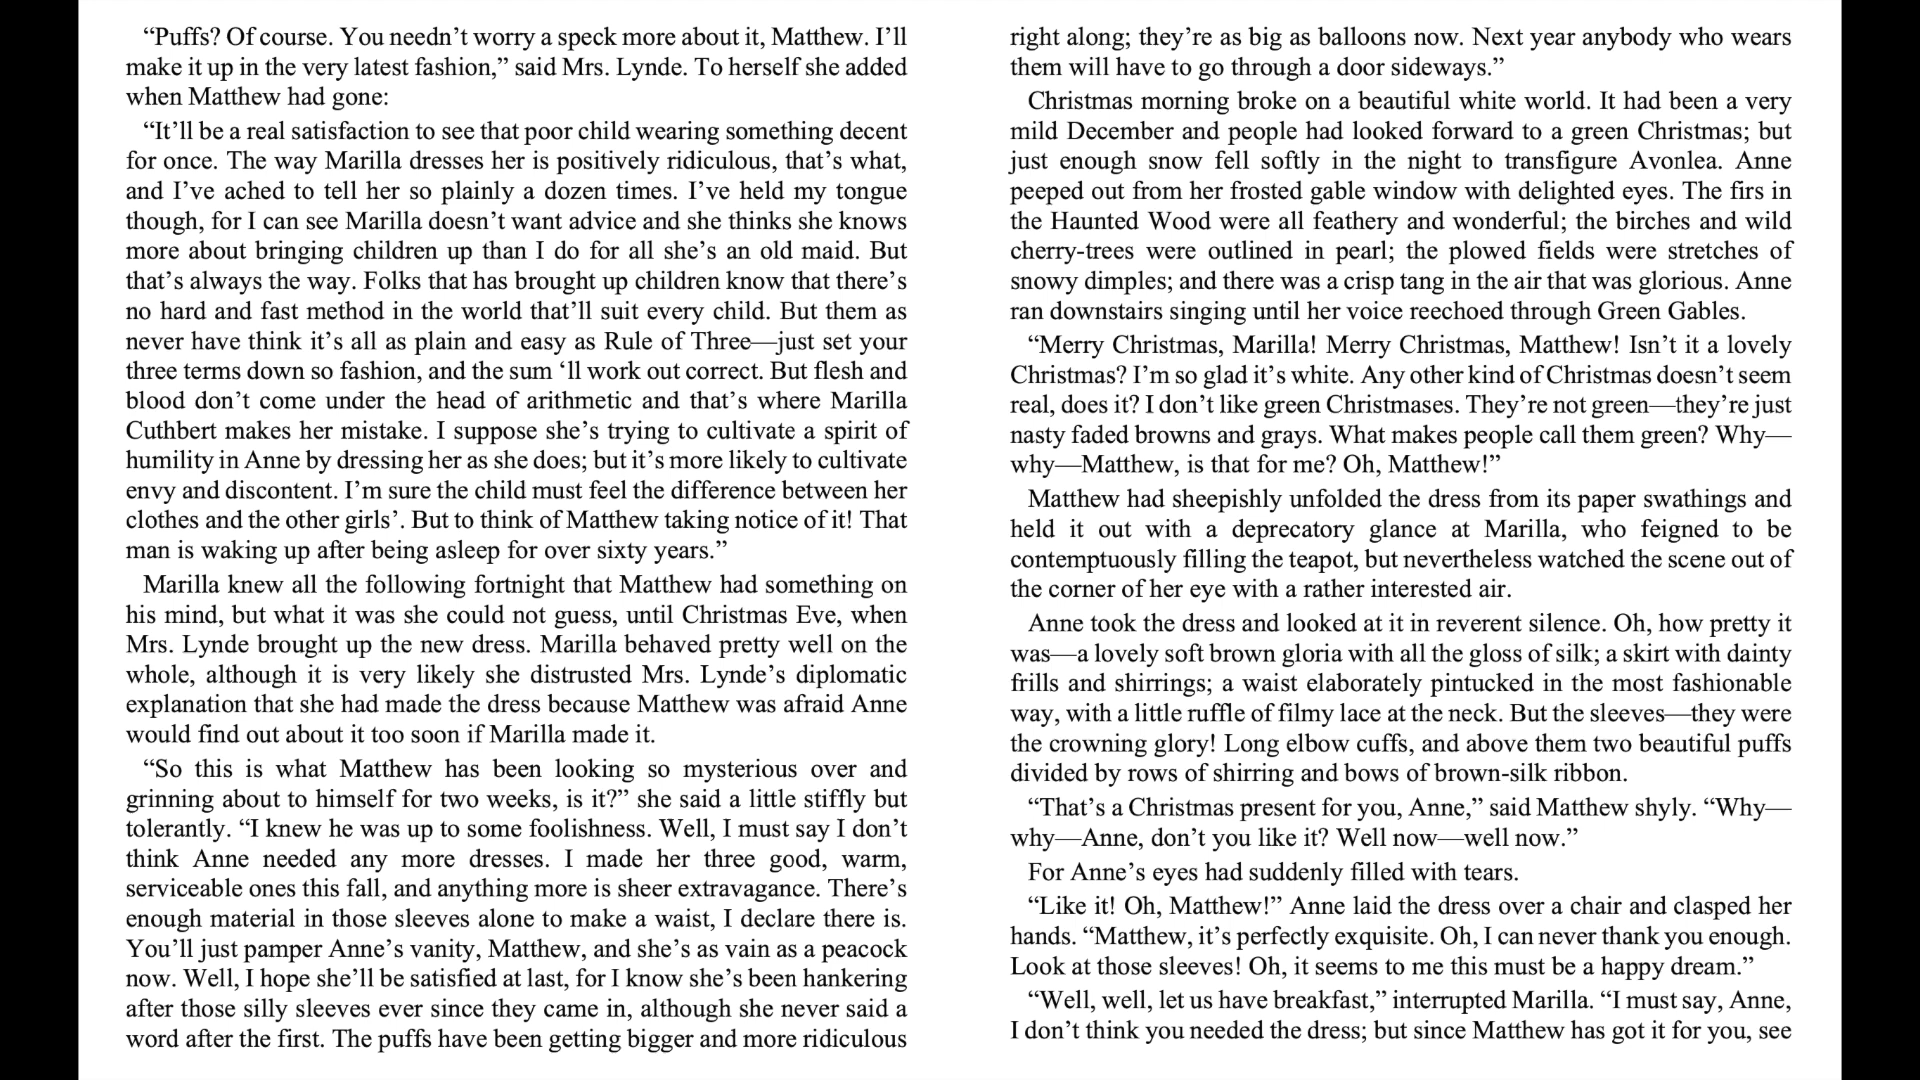 “Puffs? Of course. You needn’t worry a speck more about it, Matthew. I’ll
make it up in the very latest fashion,” said Mrs. Lynde. To herself she added
when Matthew had gone:
“It’ll be a real satisfaction to see that poor child wearing something decent
for once. The way Marilla dresses her is positively ridiculous, that’s what,
and I’ve ached to tell her so plainly a dozen times. I’ve held my tongue
though, for I can see Marilla doesn’t want advice and she thinks she knows
more about bringing children up than I do for all she’s an old maid. But
that’s always the way. Folks that has brought up children know that there’s
no hard and fast method in the world that’ll suit every child. But them as
never have think it’s all as plain and easy as Rule of Three—just set your
three terms down so fashion, and the sum ‘ll work out correct. But flesh and
blood don’t come under the head of arithmetic and that’s where Marilla
Cuthbert makes her mistake. I suppose she’s trying to cultivate a spirit of
humility in Anne by dressing her as she does; but it’s more likely to cultivate
envy and discontent. I’m sure the child must feel the difference between her
clothes and the other girls’. But to think of Matthew taking notice of it! That
man is waking up after being asleep for over sixty years.”
Marilla knew all the following fortnight that Matthew had something on
his mind, but what it was she could not guess, until Christmas Eve, when
Mrs. Lynde brought up the new dress. Marilla behaved pretty well on the
whole, although it is very likely she distrusted Mrs. Lynde’s diplomatic
explanation that she had made the dress because Matthew was afraid Anne
would find out about it too soon if Marilla made it.
“So this is what Matthew has been looking so mysterious over and
grinning about to himself for two weeks, is it?” she said a little stiffly but
tolerantly. “I knew he was up to some foolishness. Well, I must say I don’t
think Anne needed any more dresses. I made her three good, warm,
serviceable ones this fall, and anything more is sheer extravagance. There’s
enough material in those sleeves alone to make a waist, I declare there is.
You’ll just pamper Anne’s vanity, Matthew, and she’s as vain as a peacock
now. Well, I hope she’ll be satisfied at last, for I know she’s been hankering
after those silly sleeves ever since they came in, although she never said a
word after the first. The puffs have been getting bigger and more ridiculous
right along; they’re as big as balloons now. Next year anybody who wears
them will have to go through a door sideways.”
Christmas morning broke on a beautiful white world. It had been a very
mild December and people had looked forward to a green Christmas; but
just enough snow fell softly in the night to transfigure Avonlea. Anne
peeped out from her frosted gable window with delighted eyes. The firs in
the Haunted Wood were all feathery and wonderful; the birches and wild
cherry-trees were outlined in pearl; the plowed fields were stretches of
snowy dimples; and there was a crisp tang in the air that was glorious. Anne
ran downstairs singing until her voice reechoed through Green Gables.
“Merry Christmas, Marilla! Merry Christmas, Matthew! Isn’t it a lovely
Christmas? I’m so glad it’s white. Any other kind of Christmas doesn’t seem
real, does it? I don’t like green Christmases. They’re not green—they’re just
nasty faded browns and grays. What makes people call them green? Why—
why—Matthew, is that for me? Oh, Matthew!”
Matthew had sheepishly unfolded the dress from its paper swathings and
held it out with a deprecatory glance at Marilla, who feigned to be
contemptuously filling the teapot, but nevertheless watched the scene out of
the corner of her eye with a rather interested air.
Anne took the dress and looked at it in reverent silence. Oh, how pretty it
was—a lovely soft brown gloria with all the gloss of silk; a skirt with dainty
frills and shirrings; a waist elaborately pintucked in the most fashionable
way, with a little ruffle of filmy lace at the neck. But the sleeves—they were
the crowning glory! Long elbow cuffs, and above them two beautiful puffs
divided by rows of shirring and bows of brown-silk ribbon.
“That’s a Christmas present for you, Anne,” said Matthew shyly. “Why—
why—Anne, don’t you like it? Well now—well now.”
For Anne’s eyes had suddenly filled with tears.
“Like it! Oh, Matthew!” Anne laid the dress over a chair and clasped her
hands. “Matthew, it’s perfectly exquisite. Oh, I can never thank you enough.
Look at those sleeves! Oh, it seems to me this must be a happy dream.”
“Well, well, let us have breakfast,” interrupted Marilla. “I must say, Anne,
I don’t think you needed the dress; but since Matthew has got it for you, see